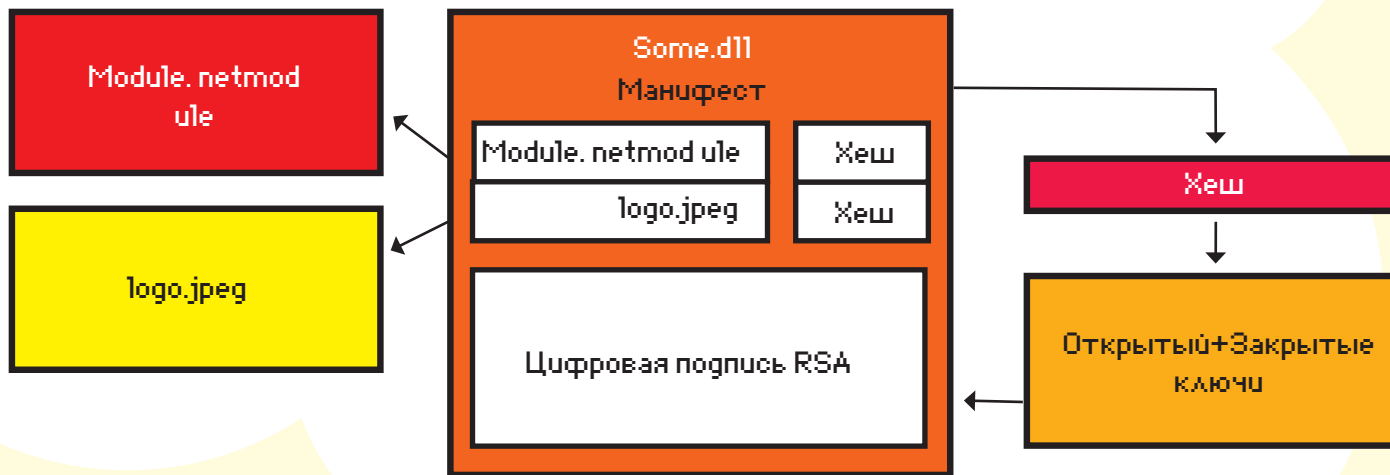 Module. netmod
ule
logo.jpeg
Some.dll
Манифест
Module. netmod ule
Хеш
logo.jpeg
Хеш
Цифровая подпись RSA
Хеш
Открытый+Закрытые
ключи